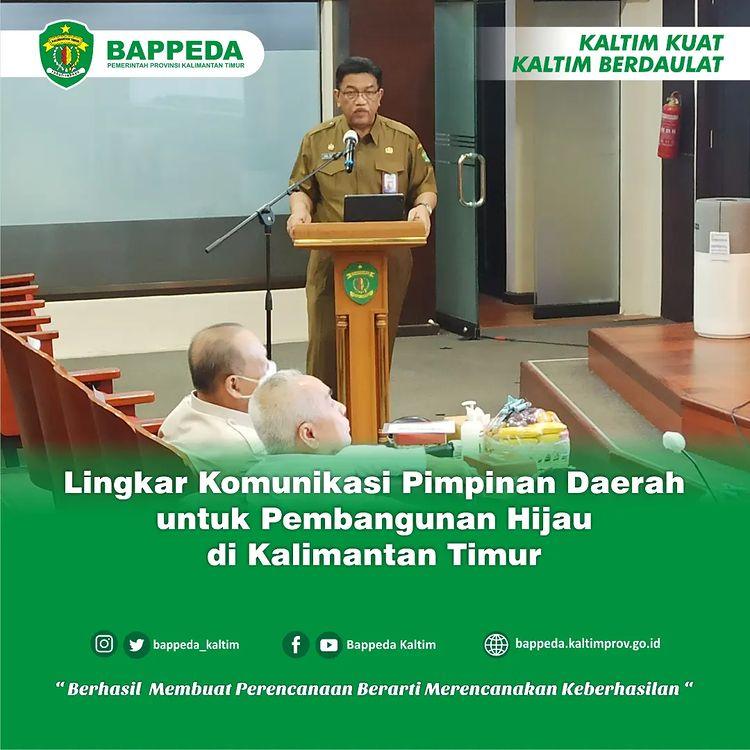 BAPPEDA
PEMERINTAH PROVINSI KALIMANTAN TIMUR
KALTIM KUAT
KALTIM BERDAULAT
Lingkar Komunikasi Pimpinan Daerah
untuk Pembangunan Hijau
di Kalimantan Timur
bappeda_kaltim
Bappeda Kaltim
bappeda.kaltimprov.go.id
“ Berhasil Membuat Perencanaan Berarti Merencanakan Keberhasilan “